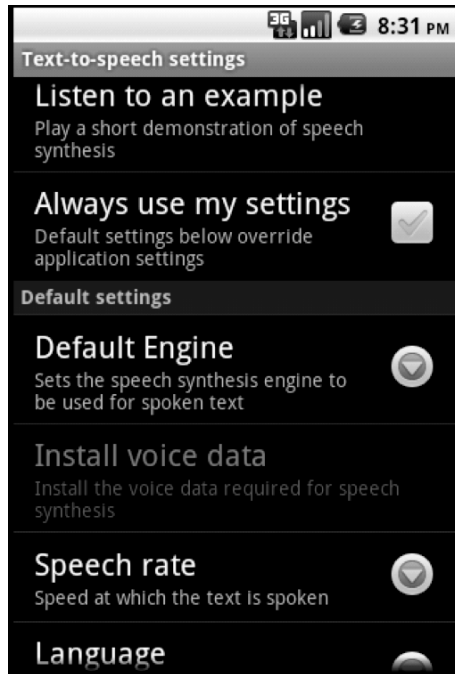 3G 8:31 PM
Text-to-speech settings
Listen to an example
Play a short demonstration of speech
synthesis
Always use my settings
Default settings below override
application settings
Default settings
Default Engine
Sets the speech synthesis engine to
be used for spoken text
Install voice data
Install the voice data required for speech
synthesis
Speech rate
Speed at which the text is spoken
Language